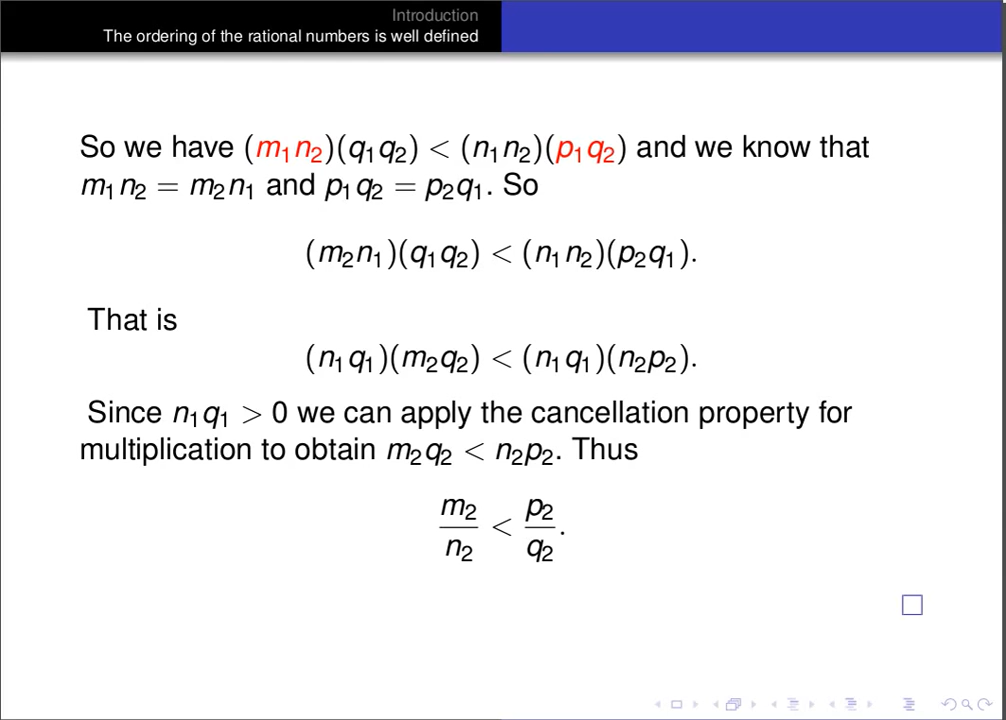 Introduction
The ordering of the rational numbers is well defined
So we have (m₁n₂)(q₁q₂) < (n₁n₂)(p₁q₂) and we know that
m₁n₂ = m₂n₁ and p₁q₂ = p₂q₁. So
(m₂n₁)(q₁q₂) < (n₁n₂)(p₂q₁).
That is
(n₁q₁)(m₂q₂) < (n₁q₁)(n₂p₂).
Since n₁q₁ > 0 we can apply the cancellation property for
multiplication to obtain m₂q₂ < n₂p₂. Thus
m₂/n₂ < p₂/q₂.